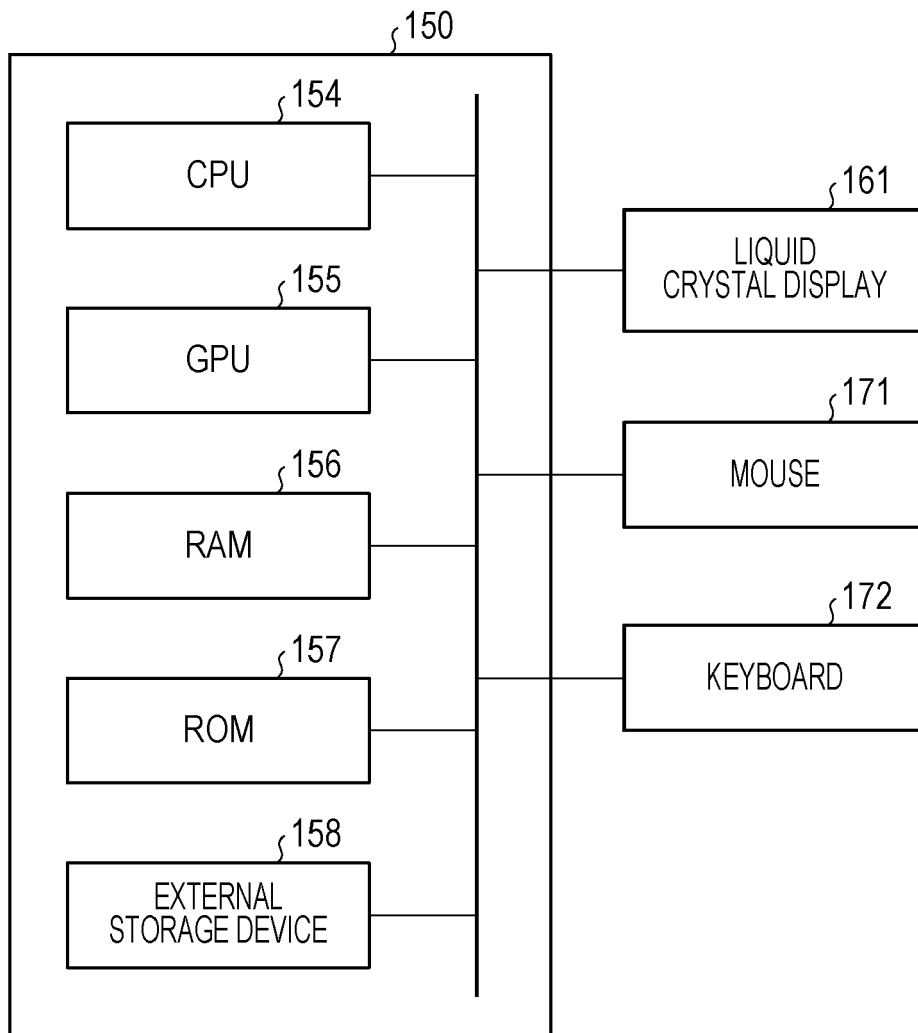 150
154
CPU
155
GPU
156
RAM
157
ROM
158
EXTERNAL
STORAGE DEVICE
161
LIQUID
CRYSTAL DISPLAY
171
MOUSE
172
KEYBOARD